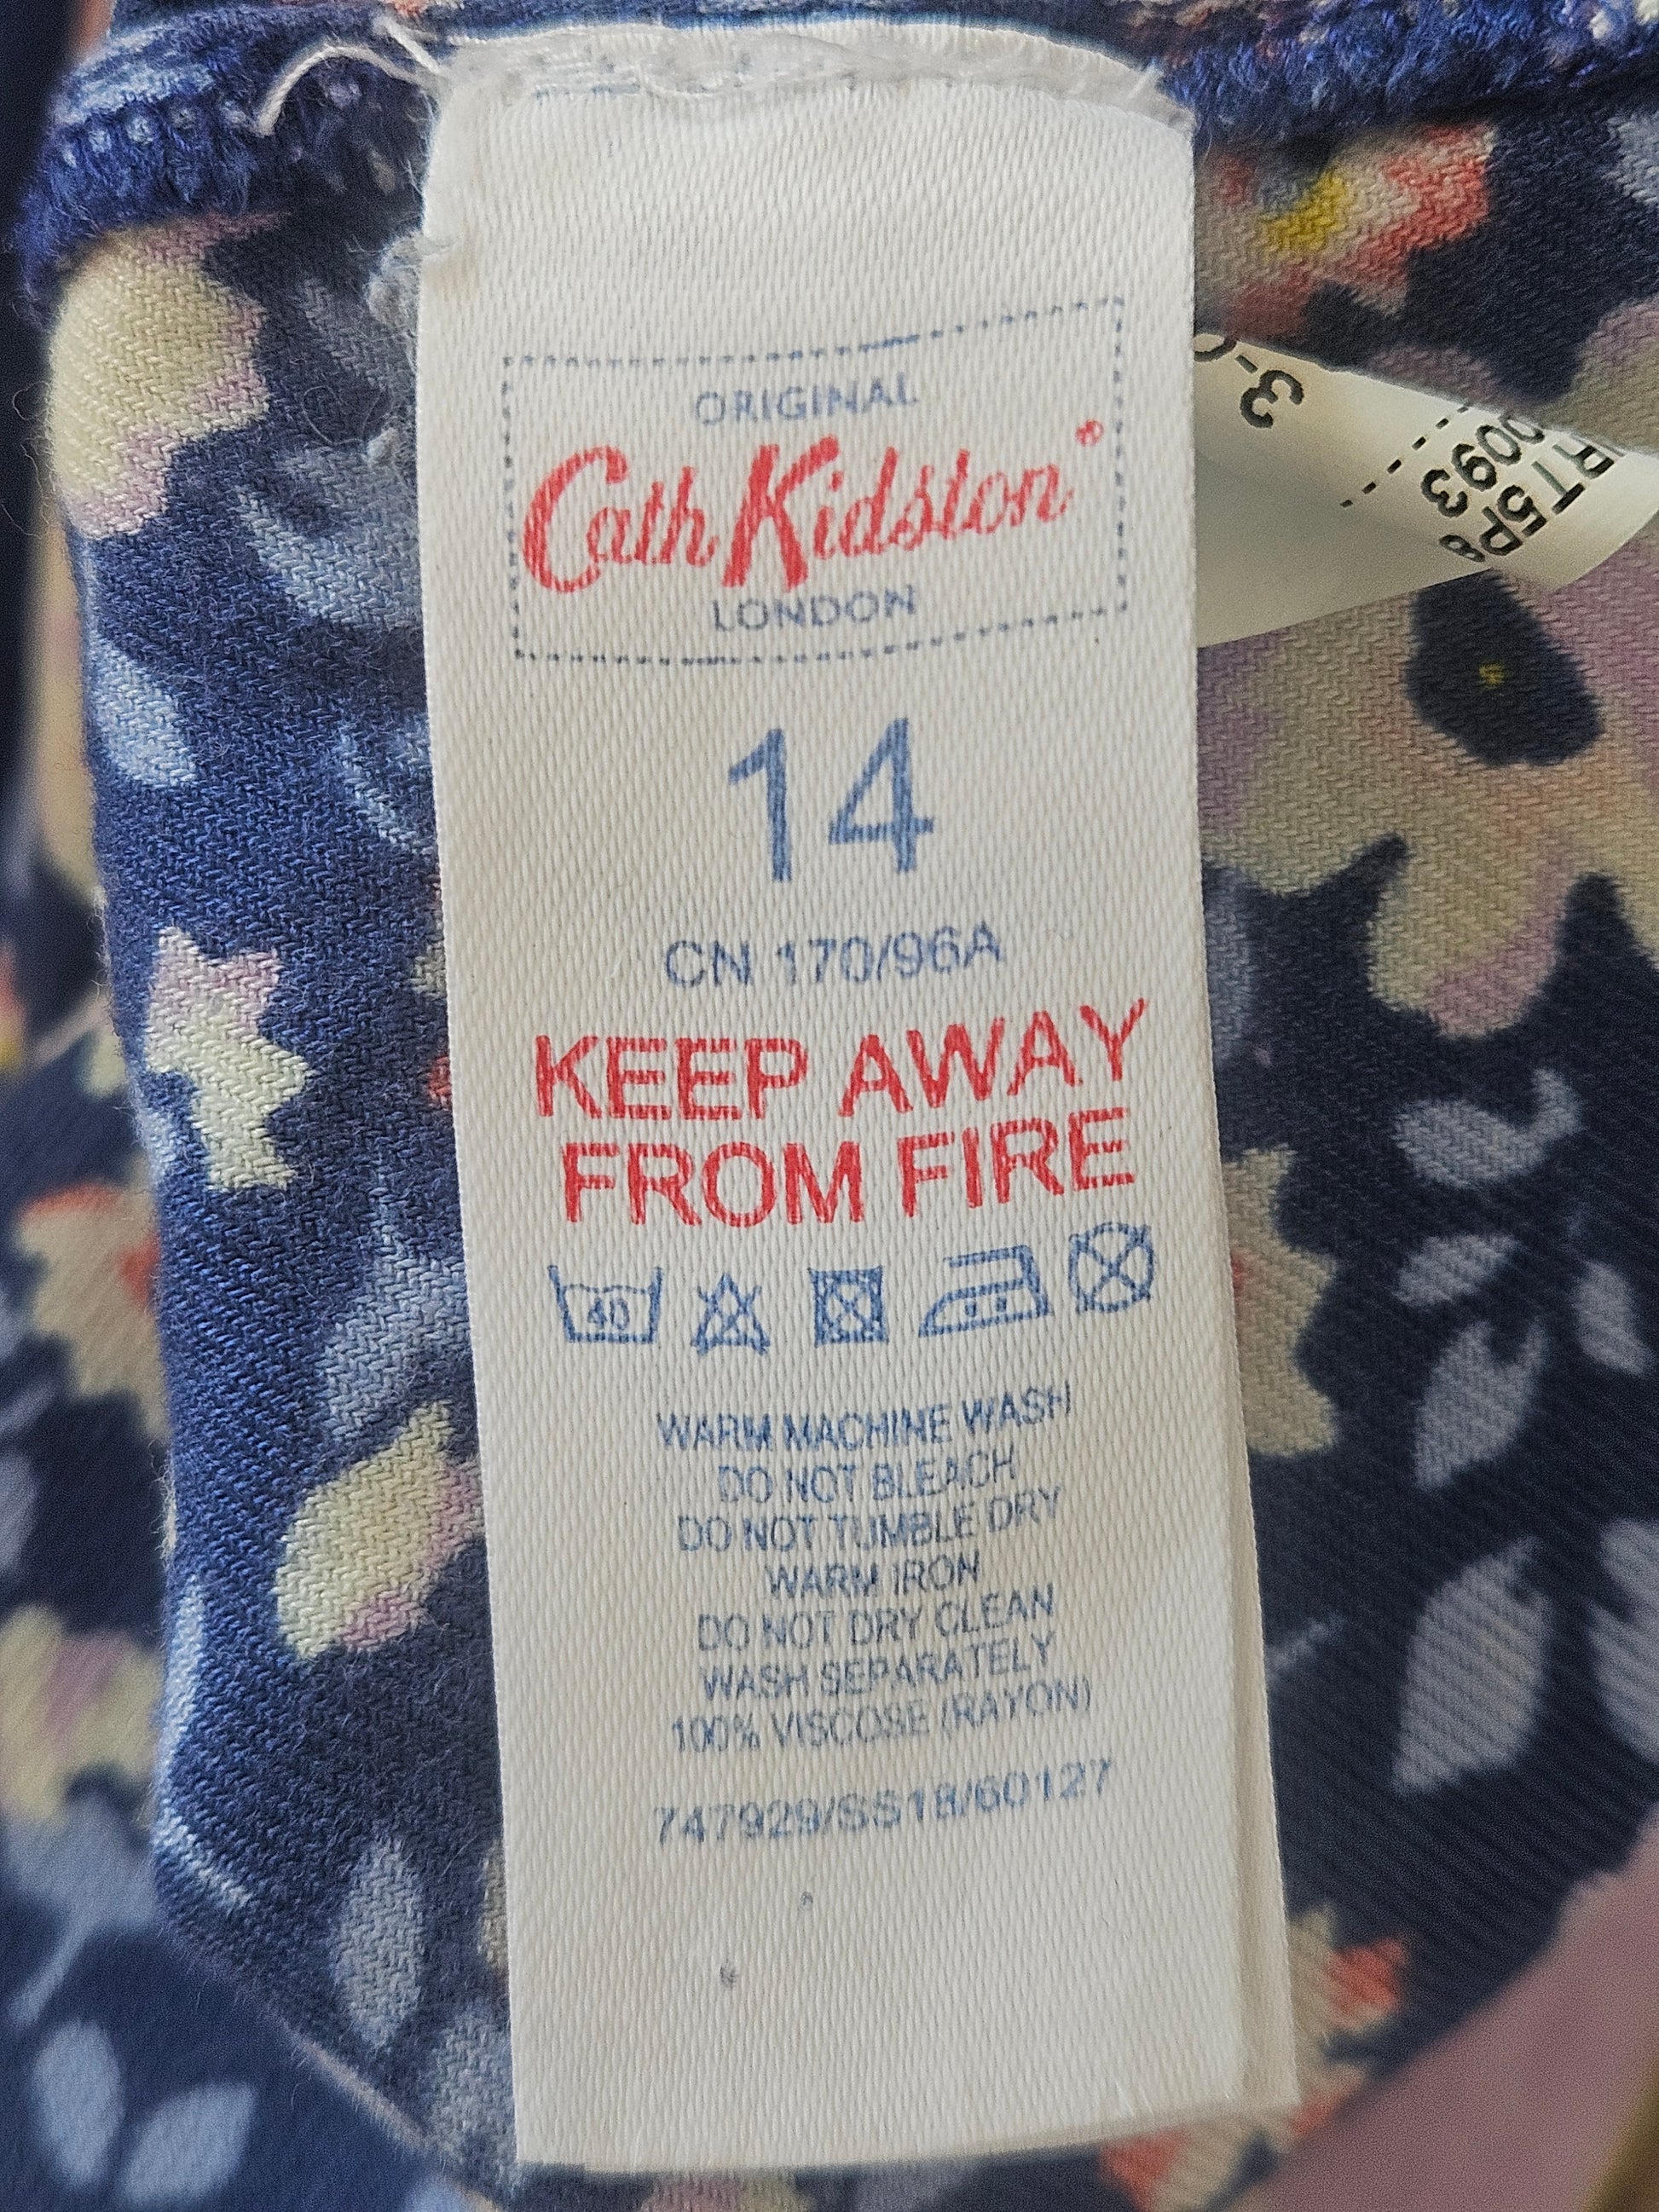 ORIGINAL
Cath Kidston
LONDON
14
CN 170/96A
KEEP AWAY
FROM FIRE
40
WARM MACHINE WASH
DO NOT BLEACH
DO NOT TUMBLE DRY
WARM IRON
DO NOT DRY CLEAN
WASH SEPARATELY
100% VISCOSE (RAYON)
747929/SS18/60127